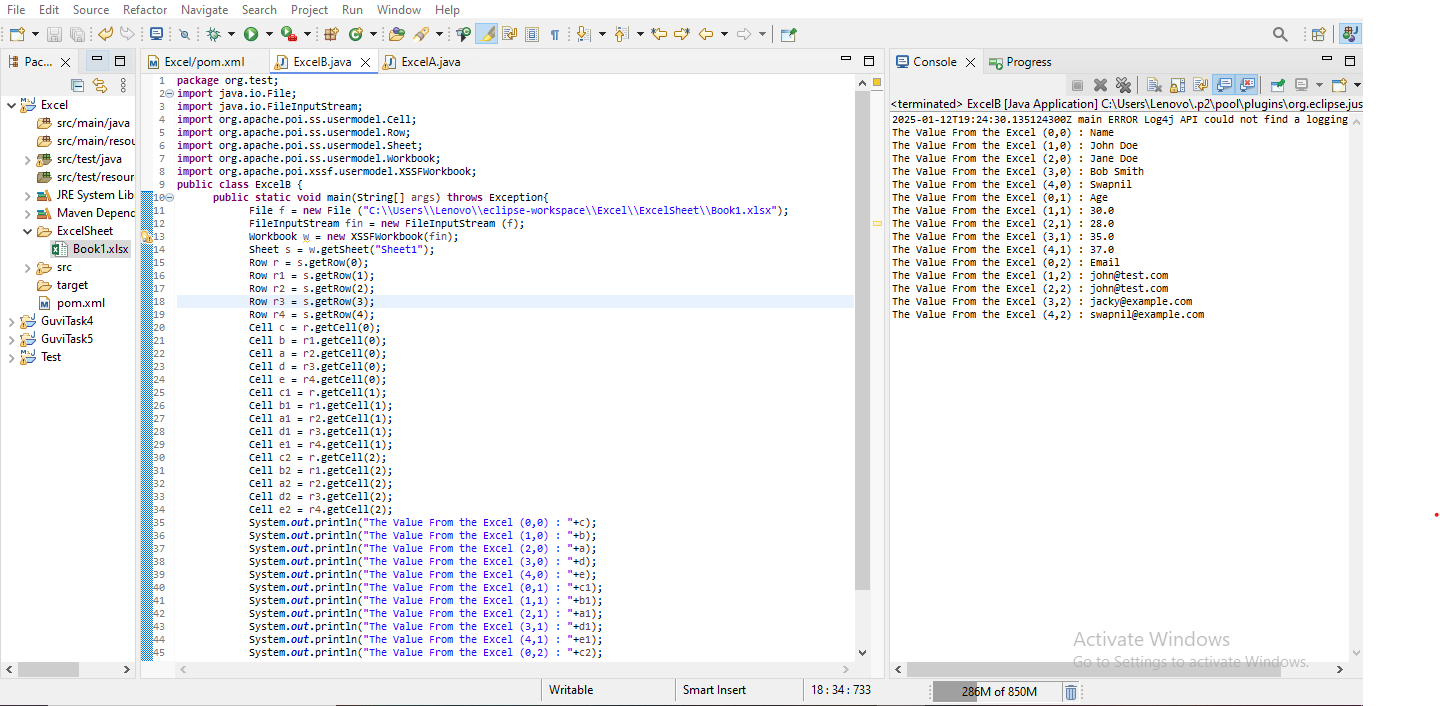 File Edit Source Refactor Navigate Search Project Run Window Help
Pac...
Excel
src/main/java
src/main/resou
src/test/java
src/test/resour
JRE System Lib
Maven Depend
ExcelSheet
Book1.xlsx
src
target
pom.xml
GuviTask4
GuviTask5
Test
Excel/pom.xml ExcelB.java ExcelA.java
1 package org.test;
2 import java.io.File;
3 import java.io.FileInputStream;
4 import org.apache.poi.ss.usermodel.Cell;
5 import org.apache.poi.ss.usermodel.Row;
6 import org.apache.poi.ss.usermodel.Sheet;
7 import org.apache.poi.ss.usermodel.Workbook;
8 import org.apache.poi.xssf.usermodel.XSSFWorkbook;
9 public class ExcelB {
10 public static void main(String[] args) throws Exception{
11 File f = new File ("C:\\Users\\Lenovo\\eclipse-workspace\\Excel\\ExcelSheet\\Book1.xlsx");
12 FileInputStream fin = new FileInputStream (f);
13 Workbook w = new XSSFWorkbook(fin);
14 Sheet s = w.getSheet("Sheet1");
15 Row r = s.getRow(0);
16 Row r1 = s.getRow(1);
17 Row r2 = s.getRow(2);
18 Row r3 = s.getRow(3);
19 Row r4 = s.getRow(4);
20 Cell c = r.getCell(0);
21 Cell b = r1.getCell(0);
22 Cell a = r2.getCell(0);
23 Cell d = r3.getCell(0);
24 Cell e = r4.getCell(0);
25 Cell c1 = r.getCell(1);
26 Cell b1 = r1.getCell(1);
27 Cell a1 = r2.getCell(1);
28 Cell d1 = r3.getCell(1);
29 Cell e1 = r4.getCell(1);
30 Cell c2 = r.getCell(2);
31 Cell b2 = r1.getCell(2);
32 Cell a2 = r2.getCell(2);
33 Cell d2 = r3.getCell(2);
34 Cell e2 = r4.getCell(2);
35 System.out.println("The Value From the Excel (0,0) : "+c);
36 System.out.println("The Value From the Excel (1,0) : "+b);
37 System.out.println("The Value From the Excel (2,0) : "+a);
38 System.out.println("The Value From the Excel (3,0) : "+d);
39 System.out.println("The Value From the Excel (4,0) : "+e);
40 System.out.println("The Value From the Excel (0,1) : "+c1);
41 System.out.println("The Value From the Excel (1,1) : "+b1);
42 System.out.println("The Value From the Excel (2,1) : "+a1);
43 System.out.println("The Value From the Excel (3,1) : "+d1);
44 System.out.println("The Value From the Excel (4,1) : "+e1);
45 System.out.println("The Value From the Excel (0,2) : "+c2);
Console Progress
<terminated> ExcelB [Java Application] C:\Users\Lenovo\.p2\pool\plugins\org.eclipse.jus
2025-01-12T19:24:30.135124300Z main ERROR Log4j API could not find a logging
The Value From the Excel (0,0) : Name
The Value From the Excel (1,0) : John Doe
The Value From the Excel (2,0) : Jane Doe
The Value From the Excel (3,0) : Bob Smith
The Value From the Excel (4,0) : Swapnil
The Value From the Excel (0,1) : Age
The Value From the Excel (1,1) : 30.0
The Value From the Excel (2,1) : 28.0
The Value From the Excel (3,1) : 35.0
The Value From the Excel (4,1) : 37.0
The Value From the Excel (0,2) : Email
The Value From the Excel (1,2) : john@test.com
The Value From the Excel (2,2) : john@test.com
The Value From the Excel (3,2) : jacky@example.com
The Value From the Excel (4,2) : swapnil@example.com
Activate Windows
Go to Settings to activate Windows.
Writable Smart Insert 18 : 34 : 733 286M of 850M